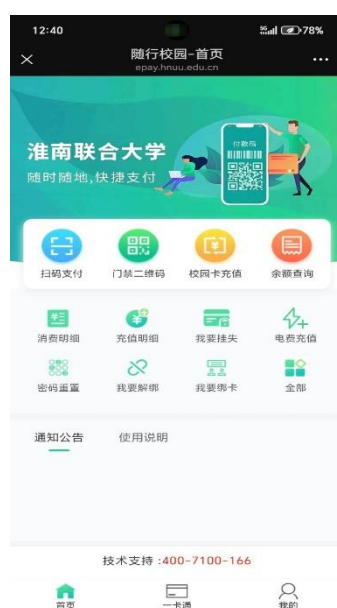 12:40
5G 78%
随行校园-首页
epay.hnuu.edu.cn
淮南联合大学
随时随地,快捷支付
付款码
扫码支付 门禁二维码 校园卡充值 余额查询
消费明细 充值明细 我要挂失 电费充值
密码重置 我要解绑 我要绑卡 全部
通知公告 使用说明
技术支持 :400-7100-166
首页 一卡通 我的